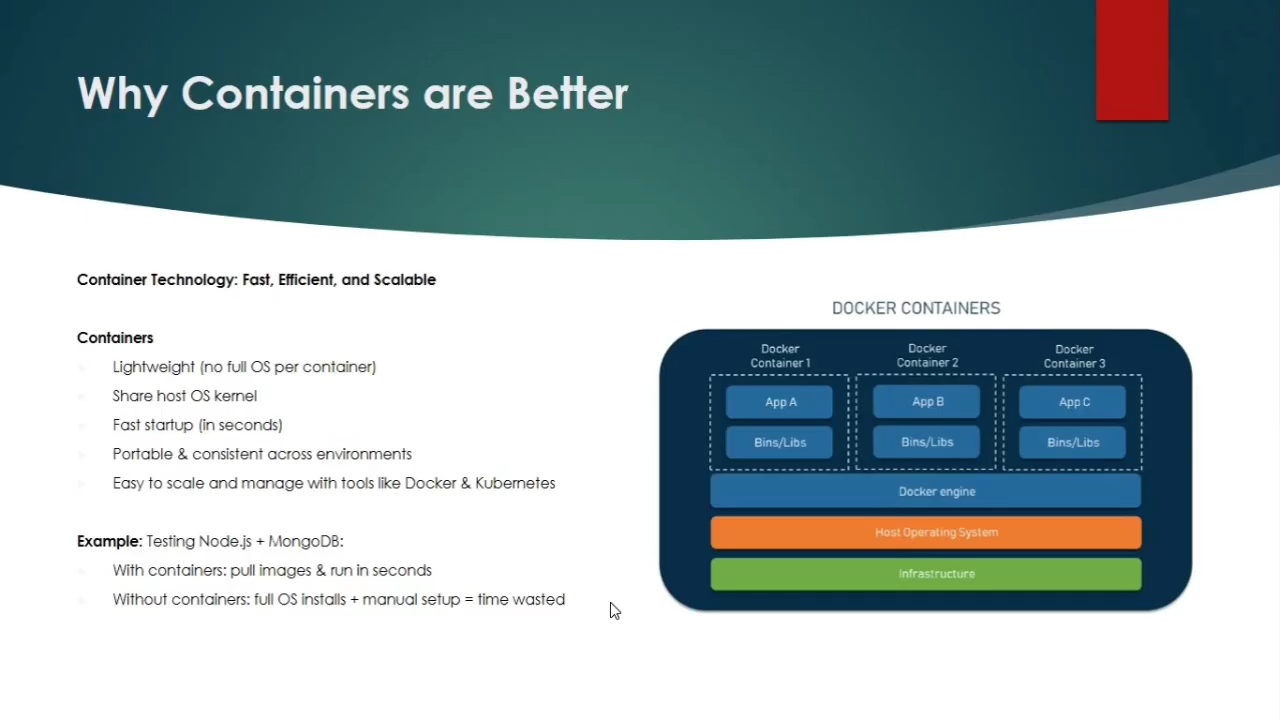 Why Containers are Better
Container Technology: Fast, Efficient, and Scalable
Containers
Lightweight (no full OS per container)
Share host OS kernel
Fast startup (in seconds)
Portable & consistent across environments
Easy to scale and manage with tools like Docker & Kubernetes
Example: Testing Node.js + MongoDB:
With containers: pull images & run in seconds
Without containers: full OS installs + manual setup = time wasted
DOCKER CONTAINERS
Docker
Container 1
Docker
Container 2
Docker
Container 3
App A
App B
App C
Bins/Libs
Bins/Libs
Bins/Libs
Docker engine
Host Operating System
Infrastructure